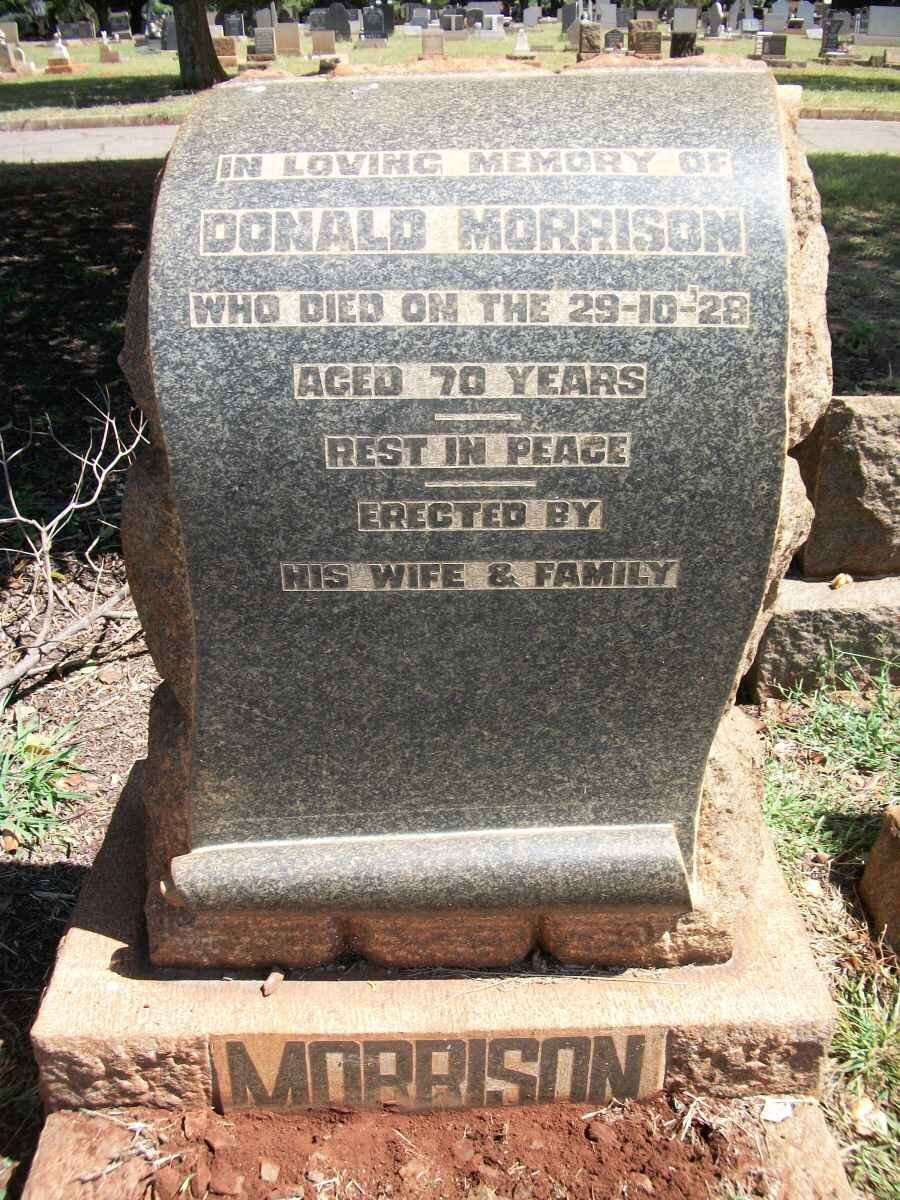 IN LOVING MEMORY OF
DONALD MORRISON
WHO DIED ON THE 29-10-28
AGED 70 YEARS
REST IN PEACE
ERECTED BY
HIS WIFE & FAMILY
MORRISON